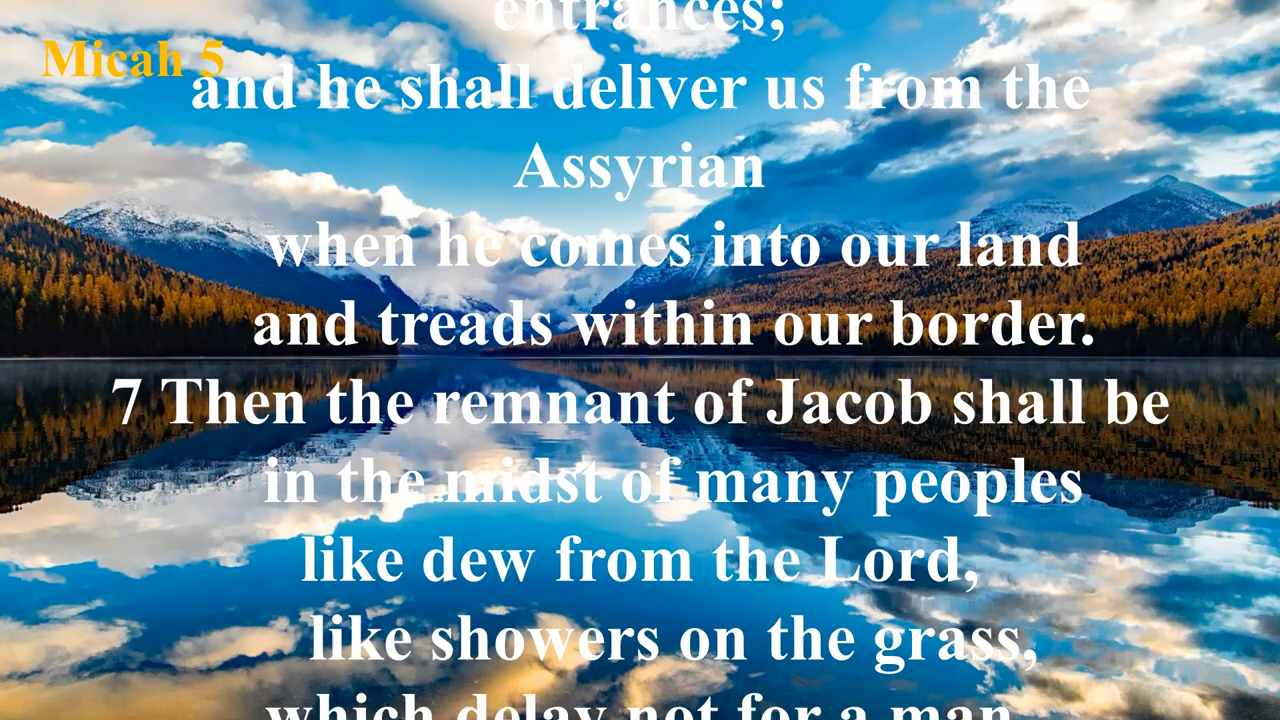 entrances;
Micah 5
and he shall deliver us from the
Assyrian
when he comes into our land
and treads within our border.
7 Then the remnant of Jacob shall be
in the midst of many peoples
like dew from the Lord,
like showers on the grass,
which delay not for a man